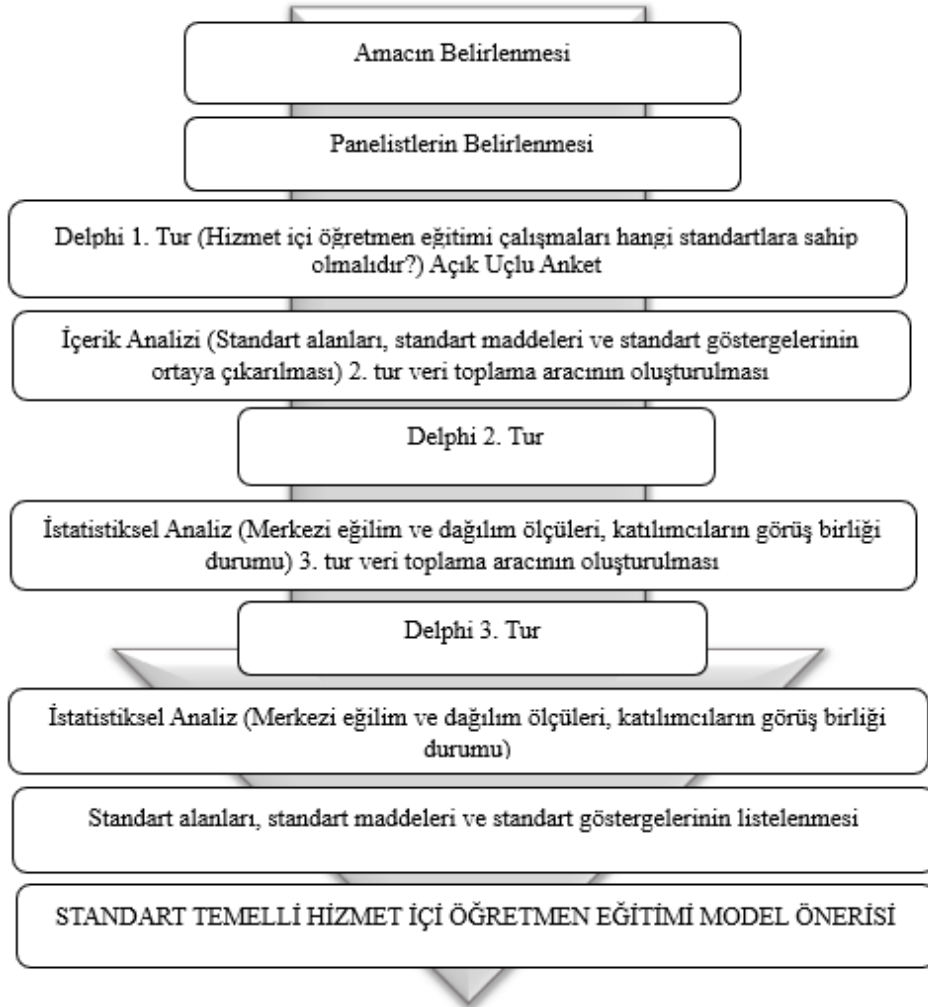 Amacın Belirlenmesi
Panelistlerin Belirlenmesi
Delphi 1. Tur (Hizmet içi öğretmen eğitimi çalışmaları hangi standartlara sahip
olmalıdır?) Açık Uçlu Anket
İçerik Analizi (Standart alanları, standart maddeleri ve standart göstergelerinin
ortaya çıkarılması) 2. tur veri toplama aracının oluşturulması
Delphi 2. Tur
İstatistiksel Analiz (Merkezi eğilim ve dağılım ölçüleri, katılımcıların görüş birliği
durumu) 3. tur veri toplama aracının oluşturulması
Delphi 3. Tur
İstatistiksel Analiz (Merkezi eğilim ve dağılım ölçüleri, katılımcıların görüş birliği
durumu)
Standart alanları, standart maddeleri ve standart göstergelerinin listelenmesi
STANDART TEMELLİ HİZMET İÇİ ÖĞRETMEN EĞİTİMİ MODEL ÖNERİSİ